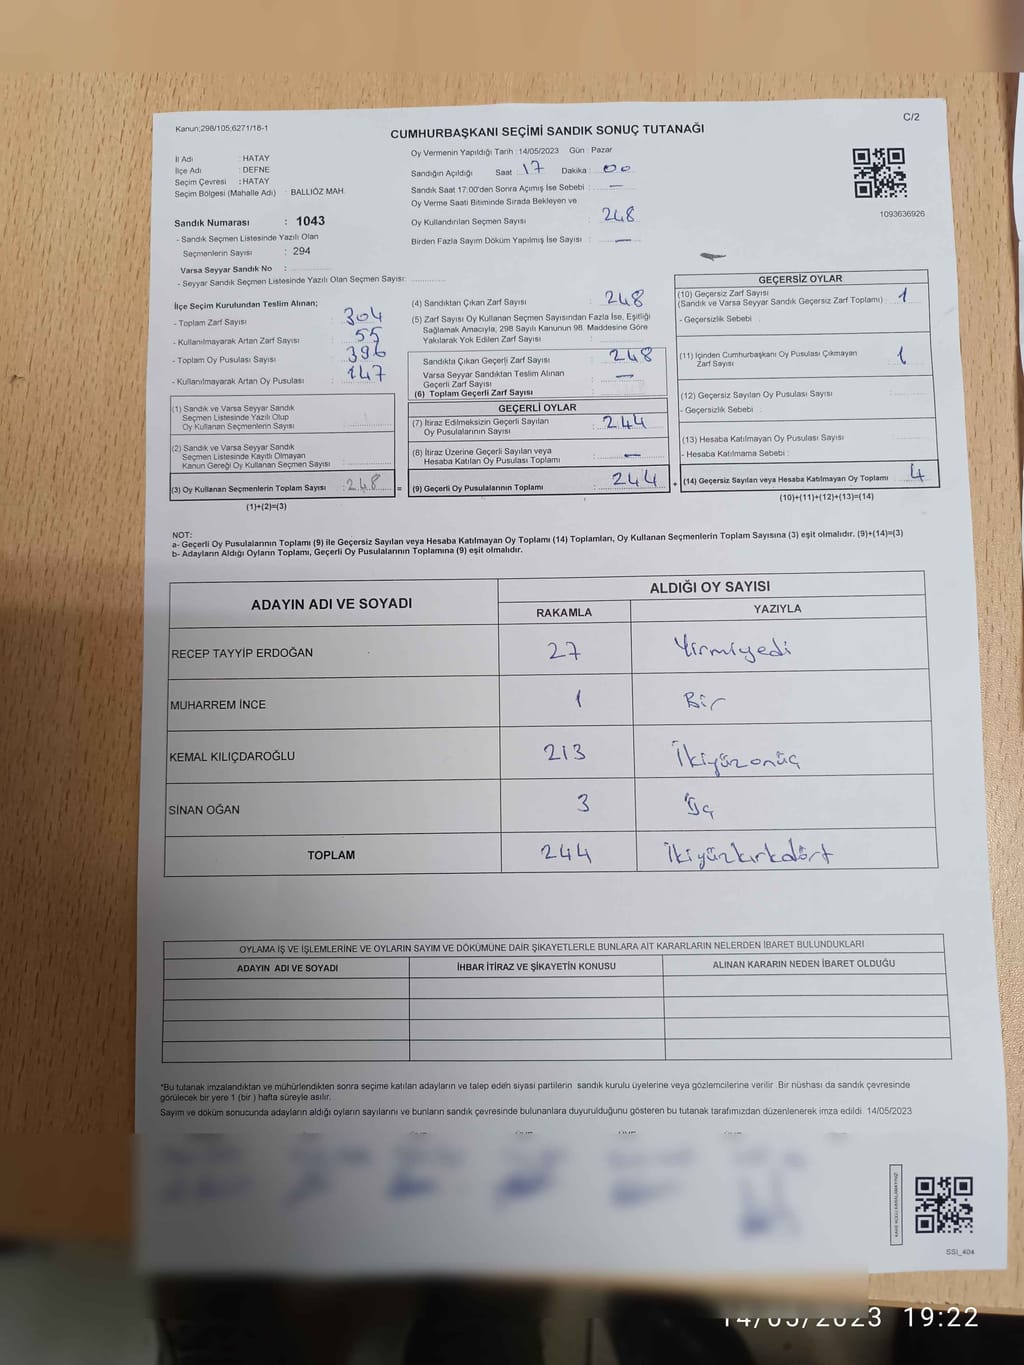 Kanun;298/105;6271/18-1
C/2
CUMHURBAŞKANI SEÇİMİ SANDIK SONUÇ TUTANAĞI
İl Adı : HATAY
İlçe Adı : DEFNE
Seçim Çevresi : HATAY
Seçim Bölgesi (Mahalle Adı) : BALLIÖZ MAH.
Sandık Numarası : 1043
- Sandık Seçmen Listesinde Yazılı Olan
Seçmenlerin Sayısı : 294
Varsa Seyyar Sandık No :
- Seyyar Sandık Seçmen Listesinde Yazılı Olan Seçmen Sayısı:
Oy Vermenin Yapıldığı Tarih : 14/05/2023 Gün : Pazar
Sandığın Açıldığı Saat : 17 Dakika : 00
Sandık Saat 17:00'den Sonra Açımış İse Sebebi : —
Oy Verme Saati Bitiminde Sırada Bekleyen ve
Oy Kullandırılan Seçmen Sayısı : 248
Birden Fazla Sayım Döküm Yapılmış İse Sayısı : —
1093636926
İlçe Seçim Kurulundan Teslim Alınan;
- Toplam Zarf Sayısı : 304
- Kullanılmayarak Artan Zarf Sayısı : 55
- Toplam Oy Pusulası Sayısı : 396
- Kullanılmayarak Artan Oy Pusulası : 147
(1) Sandık ve Varsa Seyyar Sandık
Seçmen Listesinde Yazılı Olup
Oy Kullanan Seçmenlerin Sayısı :
(2) Sandık ve Varsa Seyyar Sandık
Seçmen Listesinde Kayıtlı Olmayan
Kanun Gereği Oy Kullanan Seçmen Sayısı :
(3) Oy Kullanan Seçmenlerin Toplam Sayısı : 248 =
(1)+(2)=(3)
(4) Sandıktan Çıkan Zarf Sayısı : 248
(5) Zarf Sayısı Oy Kullanan Seçmen Sayısından Fazla İse, Eşitliği
Sağlamak Amacıyla; 298 Sayılı Kanunun 98. Maddesine Göre
Yakılarak Yok Edilen Zarf Sayısı :
Sandıkta Çıkan Geçerli Zarf Sayısı : 248
Varsa Seyyar Sandıktan Teslim Alınan
Geçerli Zarf Sayısı : —
(6) Toplam Geçerli Zarf Sayısı :
GEÇERLİ OYLAR
(7) İtiraz Edilmeksizin Geçerli Sayılan
Oy Pusulalarının Sayısı : 244
(8) İtiraz Üzerine Geçerli Sayılan veya
Hesaba Katılan Oy Pusulası Toplamı : —
(9) Geçerli Oy Pusulalarının Toplamı : 244 +
GEÇERSİZ OYLAR
(10) Geçersiz Zarf Sayısı
(Sandık ve Varsa Seyyar Sandık Geçersiz Zarf Toplamı) : 1
- Geçersizlik Sebebi :
(11) İçinden Cumhurbaşkanı Oy Pusulası Çıkmayan
Zarf Sayısı : 1
(12) Geçersiz Sayılan Oy Pusulası Sayısı :
- Geçersizlik Sebebi :
(13) Hesaba Katılmayan Oy Pusulası Sayısı :
- Hesaba Katılmama Sebebi :
(14) Geçersiz Sayılan veya Hesaba Katılmayan Oy Toplamı : 4
(10)+(11)+(12)+(13)=(14)
NOT:
a- Geçerli Oy Pusulalarının Toplamı (9) ile Geçersiz Sayılan veya Hesaba Katılmayan Oy Toplamı (14) Toplamları, Oy Kullanan Seçmenlerin Toplam Sayısına (3) eşit olmalıdır. (9)+(14)=(3)
b- Adayların Aldığı Oyların Toplamı, Geçerli Oy Pusulalarının Toplamına (9) eşit olmalıdır.
ADAYIN ADI VE SOYADI
ALDIĞI OY SAYISI
RAKAMLA YAZIYLA
RECEP TAYYİP ERDOĞAN 27 Yirmiyedi
MUHARREM İNCE 1 Bir
KEMAL KILIÇDAROĞLU 213 İkiyüzonüç
SİNAN OĞAN 3 Üç
TOPLAM 244 İkiyüzkırkdört
OYLAMA İŞ VE İŞLEMLERİNE VE OYLARIN SAYIM VE DÖKÜMÜNE DAİR ŞİKAYETLERLE BUNLARA AİT KARARLARIN NELERDEN İBARET BULUNDUKLARI
ADAYIN ADI VE SOYADI İHBAR İTİRAZ VE ŞİKAYETİN KONUSU ALINAN KARARIN NEDEN İBARET OLDUĞU
*Bu tutanak imzalandıktan ve mühürlendikten sonra seçime katılan adayların ve talep eden siyasi partilerin sandık kurulu üyelerine veya gözlemcilerine verilir. Bir nüshası da sandık çevresinde
görülecek bir yere 1 (bir ) hafta süreyle asılır.
Sayım ve döküm sonucunda adayların aldığı oyların sayılarını ve bunların sandık çevresinde bulunanlara duyurulduğunu gösteren bu tutanak tarafımızdan düzenlenerek imza edildi. 14/05/2023
SSI_404
14/05/2023 19:22